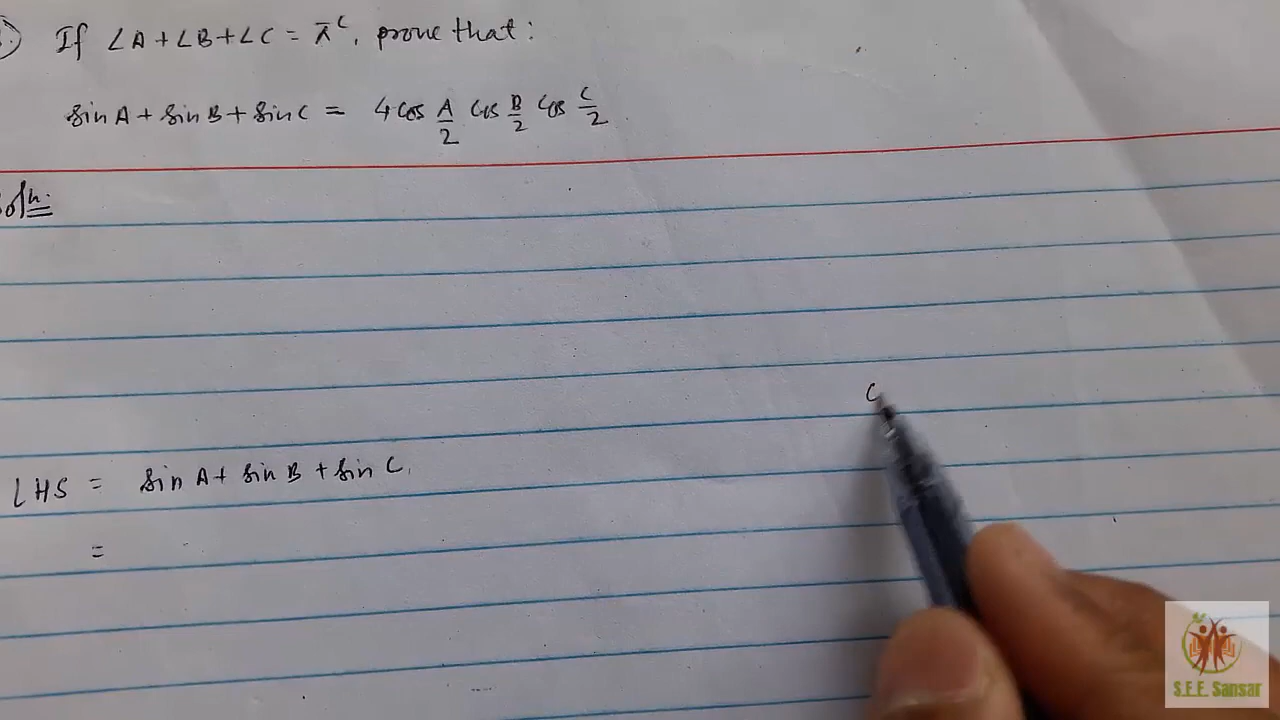 If ∠A+∠B+∠C = π^c, prove that:
sin A + sin B + sin C = 4 cos A/2 cos B/2 cos C/2
Soln.
C
LHS = sin A + sin B + sin C.
=
S.E.E. Sansar